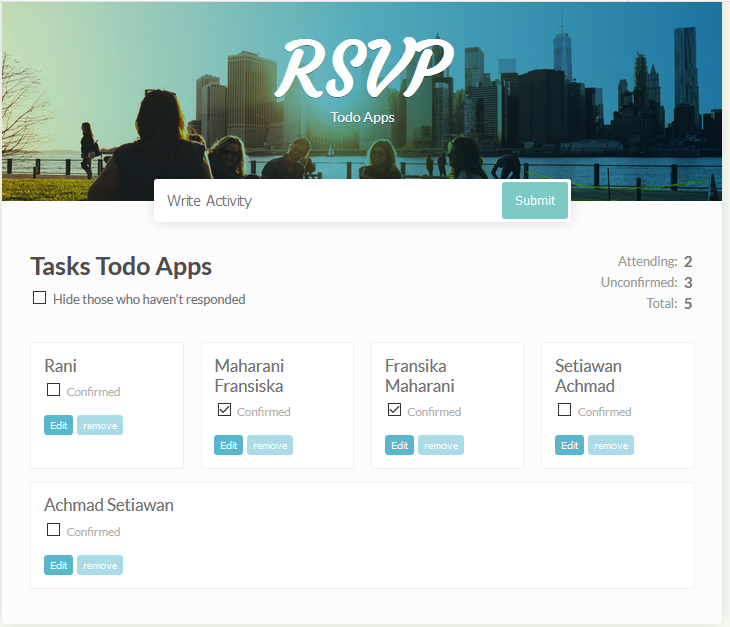 RSVP
Todo Apps
Write Activity
Submit
Tasks Todo Apps
Hide those who haven't responded
Attending: 2
Unconfirmed: 3
Total: 5
Rani
Confirmed
Edit remove
Maharani
Fransiska
Confirmed
Edit remove
Fransika
Maharani
Confirmed
Edit remove
Setiawan
Achmad
Confirmed
Edit remove
Achmad Setiawan
Confirmed
Edit remove